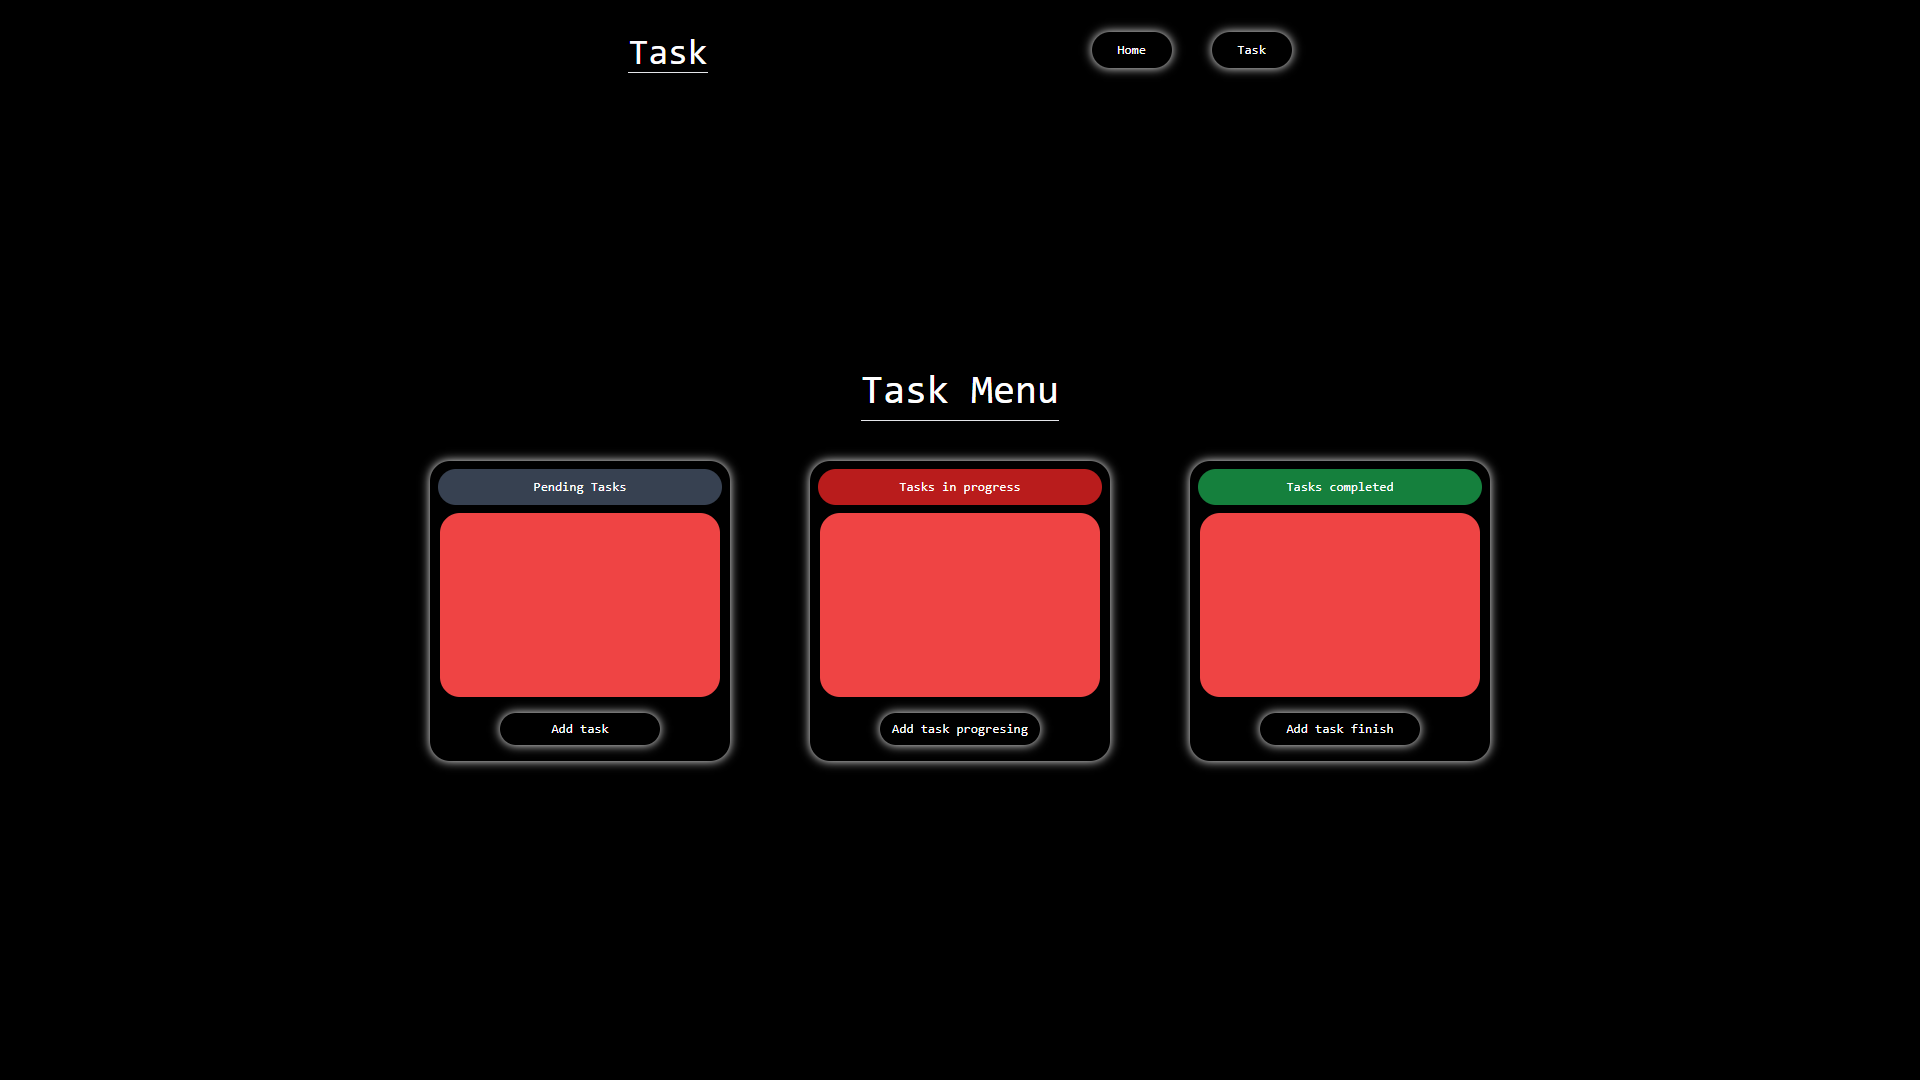 Task
Home
Task
Task Menu
Pending Tasks
Tasks in progress
Tasks completed
Add task
Add task progresing
Add task finish